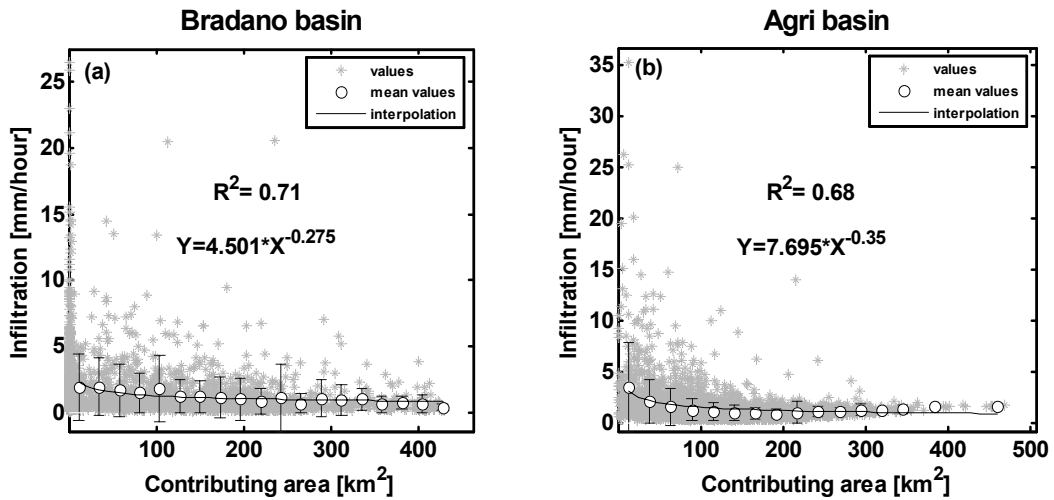 Bradano basin
(a)
values
mean values
interpolation
R²= 0.71
Y=4.501*X^-0.275
Infiltration [mm/hour]
25
20
15
10
5
0
100 200 300 400
Contributing area [km²]
Agri basin
(b)
values
mean values
interpolation
R²= 0.68
Y=7.695*X^-0.35
Infiltration [mm/hour]
35
30
25
20
15
10
5
0
100 200 300 400 500
Contributing area [km²]